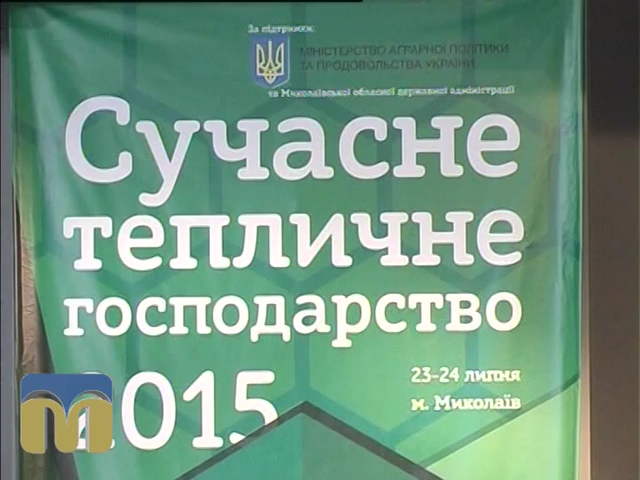 За підтримки:
МІНІСТЕРСТВО АГРАРНОЇ ПОЛІТИКИ
ТА ПРОДОВОЛЬСТВА УКРАЇНИ
та Миколаївської обласної державної адміністрації
Сучасне
тепличне
господарство
2015
23-24 липня
м. Миколаїв